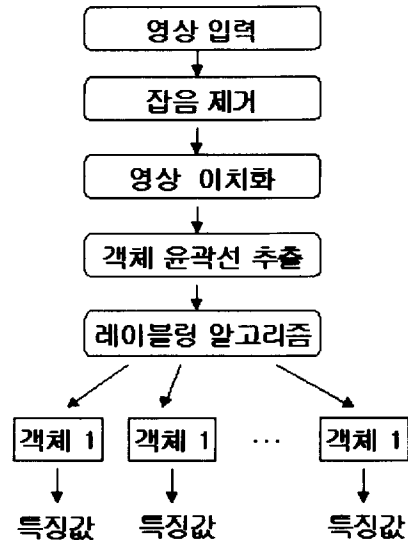 영상 입력
잡음 제거
영상 이치화
객체 윤곽선 추출
레이블링 알고리즘
객체 1 객체 1 ... 객체 1
특징값 특징값 특징값